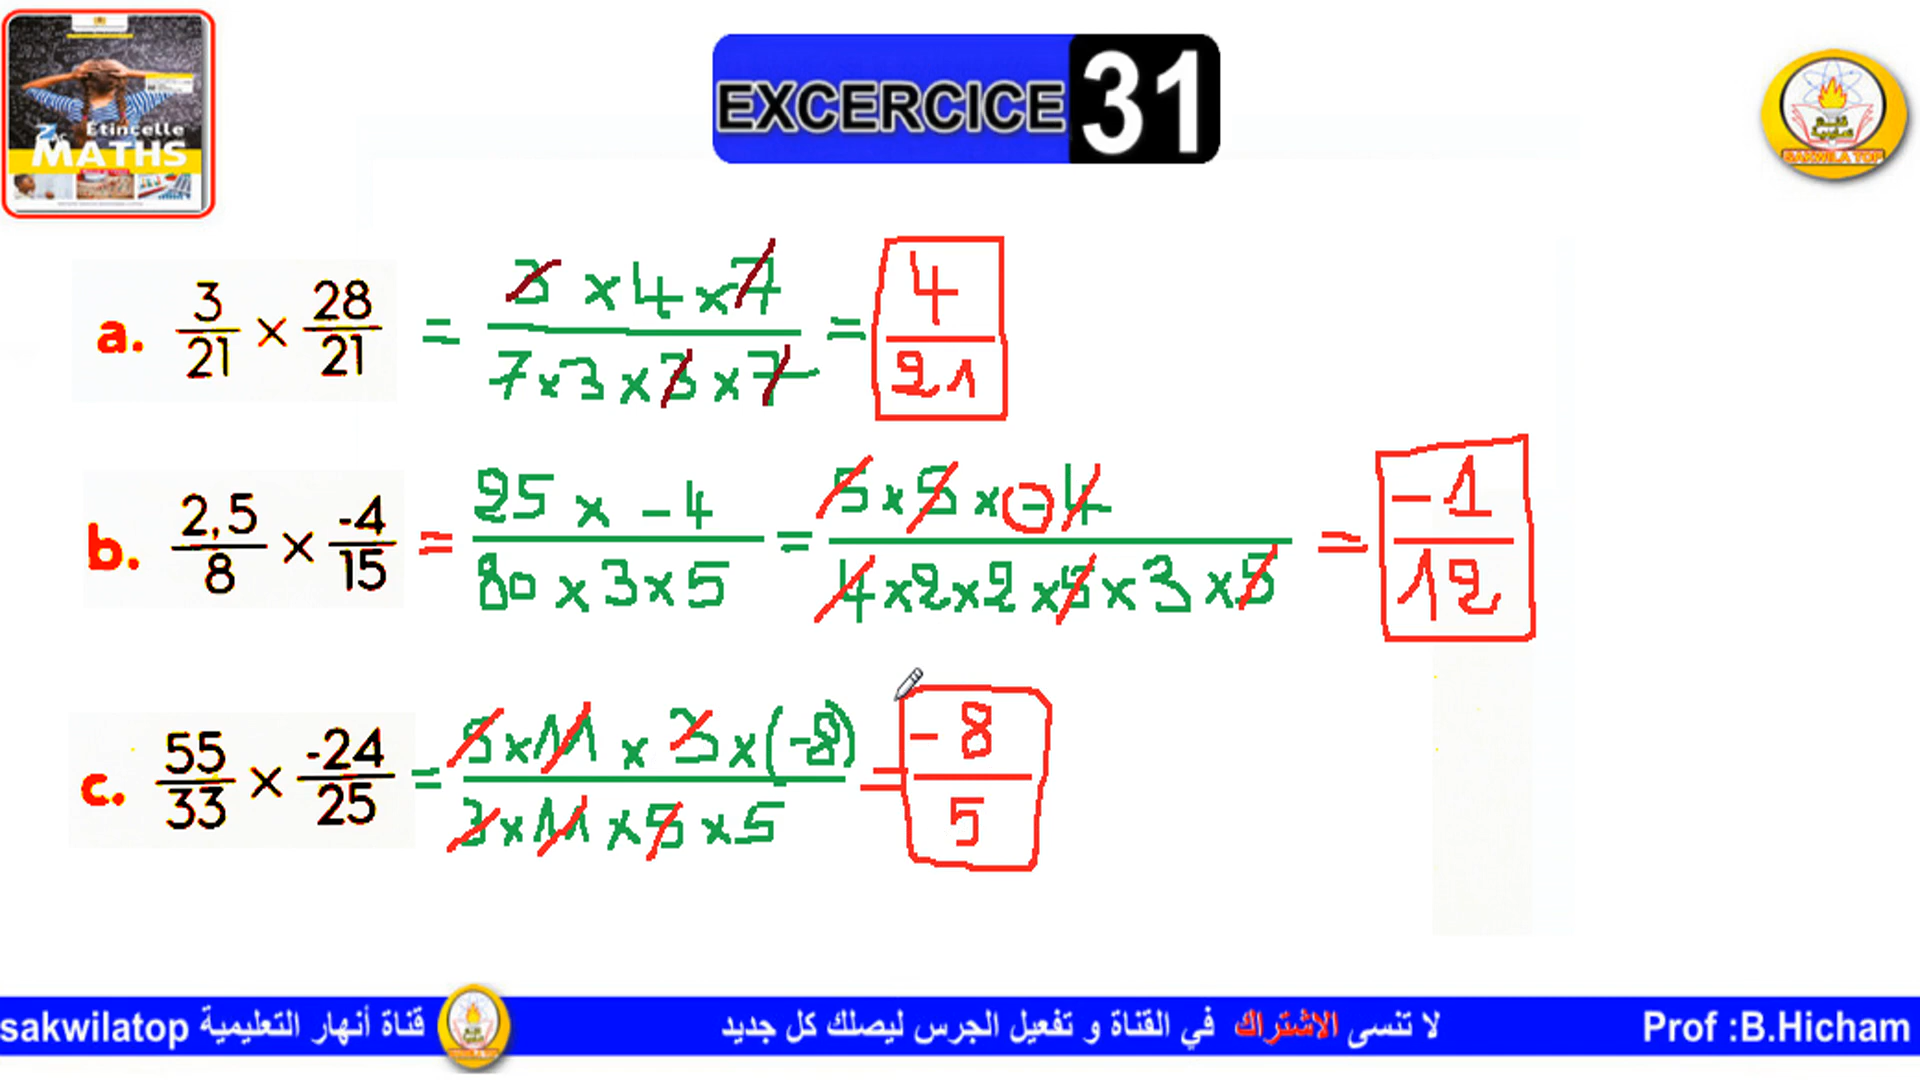 Étincelle
MATHS
EXCERCICE 31
SAKWILA TOP
a. 3/21 × 28/21 = 3 × 4 × 7 / 7 × 3 × 3 × 7 = 4/21
b. 2,5/8 × -4/15 = 25 × -4 / 80 × 3 × 5 = 5 × 5 × -4 / 4 × 2 × 2 × 5 × 3 × 5 = -1/12
c. 55/33 × -24/25 = 5 × 11 × 3 × (-8) / 3 × 11 × 5 × 5 = -8/5
sakwilatop قناة أنهار التعليمية
لا تنسى الاشتراك في القناة و تفعيل الجرس ليصلك كل جديد
Prof :B.Hicham